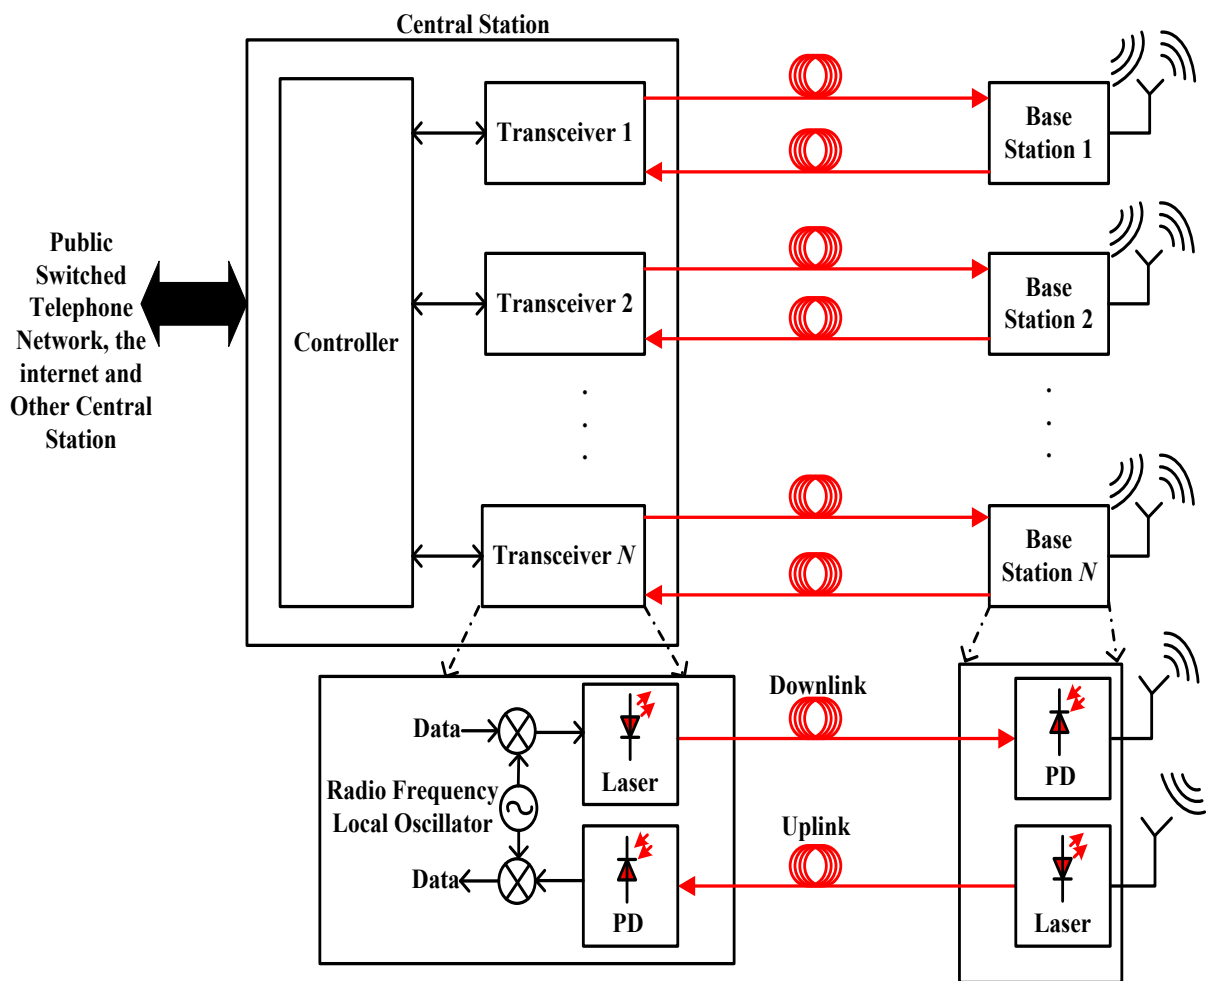 Central Station
Public
Switched
Telephone
Network, the
internet and
Other Central
Station
Controller
Transceiver 1
Base
Station 1
Transceiver 2
Base
Station 2
Transceiver N
Base
Station N
Data
Laser
Radio Frequency
Local Oscillator
Data
PD
Downlink
Uplink
PD
Laser